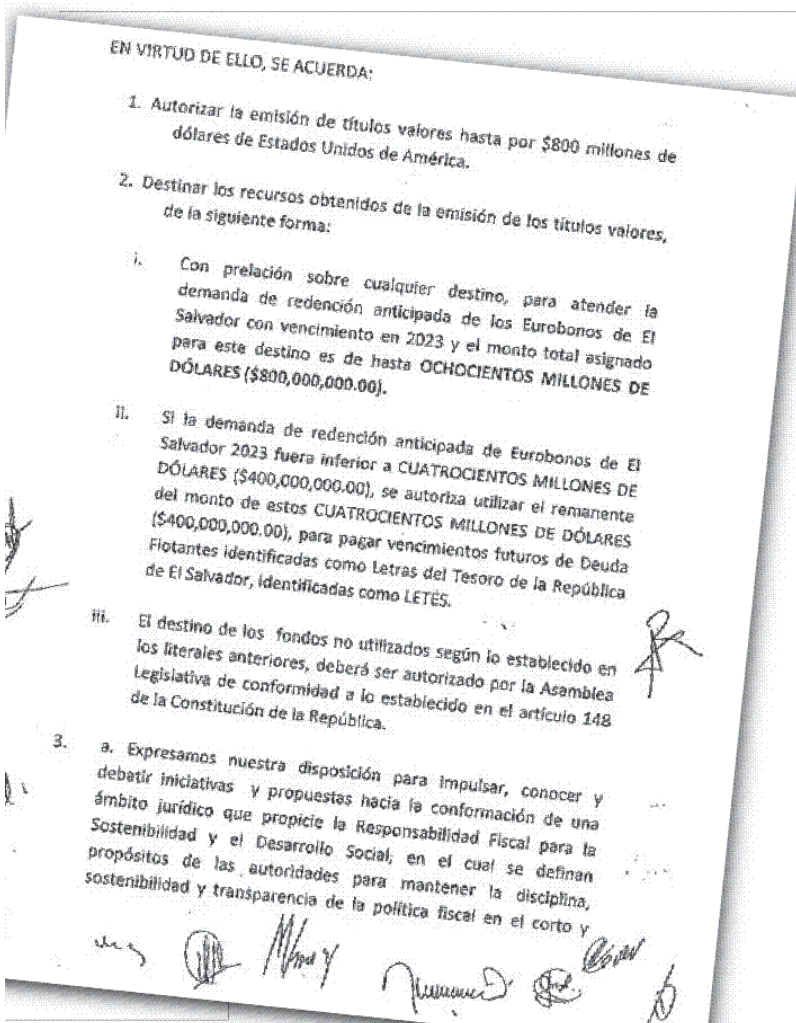 EN VIRTUD DE ELLO, SE ACUERDA:
1. Autorizar la emisión de títulos valores hasta por $800 millones de
dólares de Estados Unidos de América.
2. Destinar los recursos obtenidos de la emisión de los títulos valores,
de la siguiente forma:
i. Con prelación sobre cualquier destino, para atender la
demanda de redención anticipada de los Eurobonos de El
Salvador con vencimiento en 2023 y el monto total asignado
para este destino es de hasta OCHOCIENTOS MILLONES DE
DÓLARES ($800,000,000.00).
ii. Si la demanda de redención anticipada de Eurobonos de El
Salvador 2023 fuera inferior a CUATROCIENTOS MILLONES DE
DÓLARES ($400,000,000.00), se autoriza utilizar el remanente
del monto de estos CUATROCIENTOS MILLONES DE DÓLARES
($400,000,000.00), para pagar vencimientos futuros de Deuda
Flotantes identificadas como Letras del Tesoro de la República
de El Salvador, identificadas como LETES.
iii. El destino de los fondos no utilizados según lo establecido en
los literales anteriores, deberá ser autorizado por la Asamblea
Legislativa de conformidad a lo establecido en el artículo 148
de la Constitución de la República.
3. a. Expresamos nuestra disposición para impulsar, conocer y
debatir iniciativas y propuestas hacia la conformación de una
ámbito jurídico que propicie la Responsabilidad Fiscal para la
Sostenibilidad y el Desarrollo Social, en el cual se definan
propósitos de las autoridades para mantener la disciplina,
sostenibilidad y transparencia de la política fiscal en el corto y